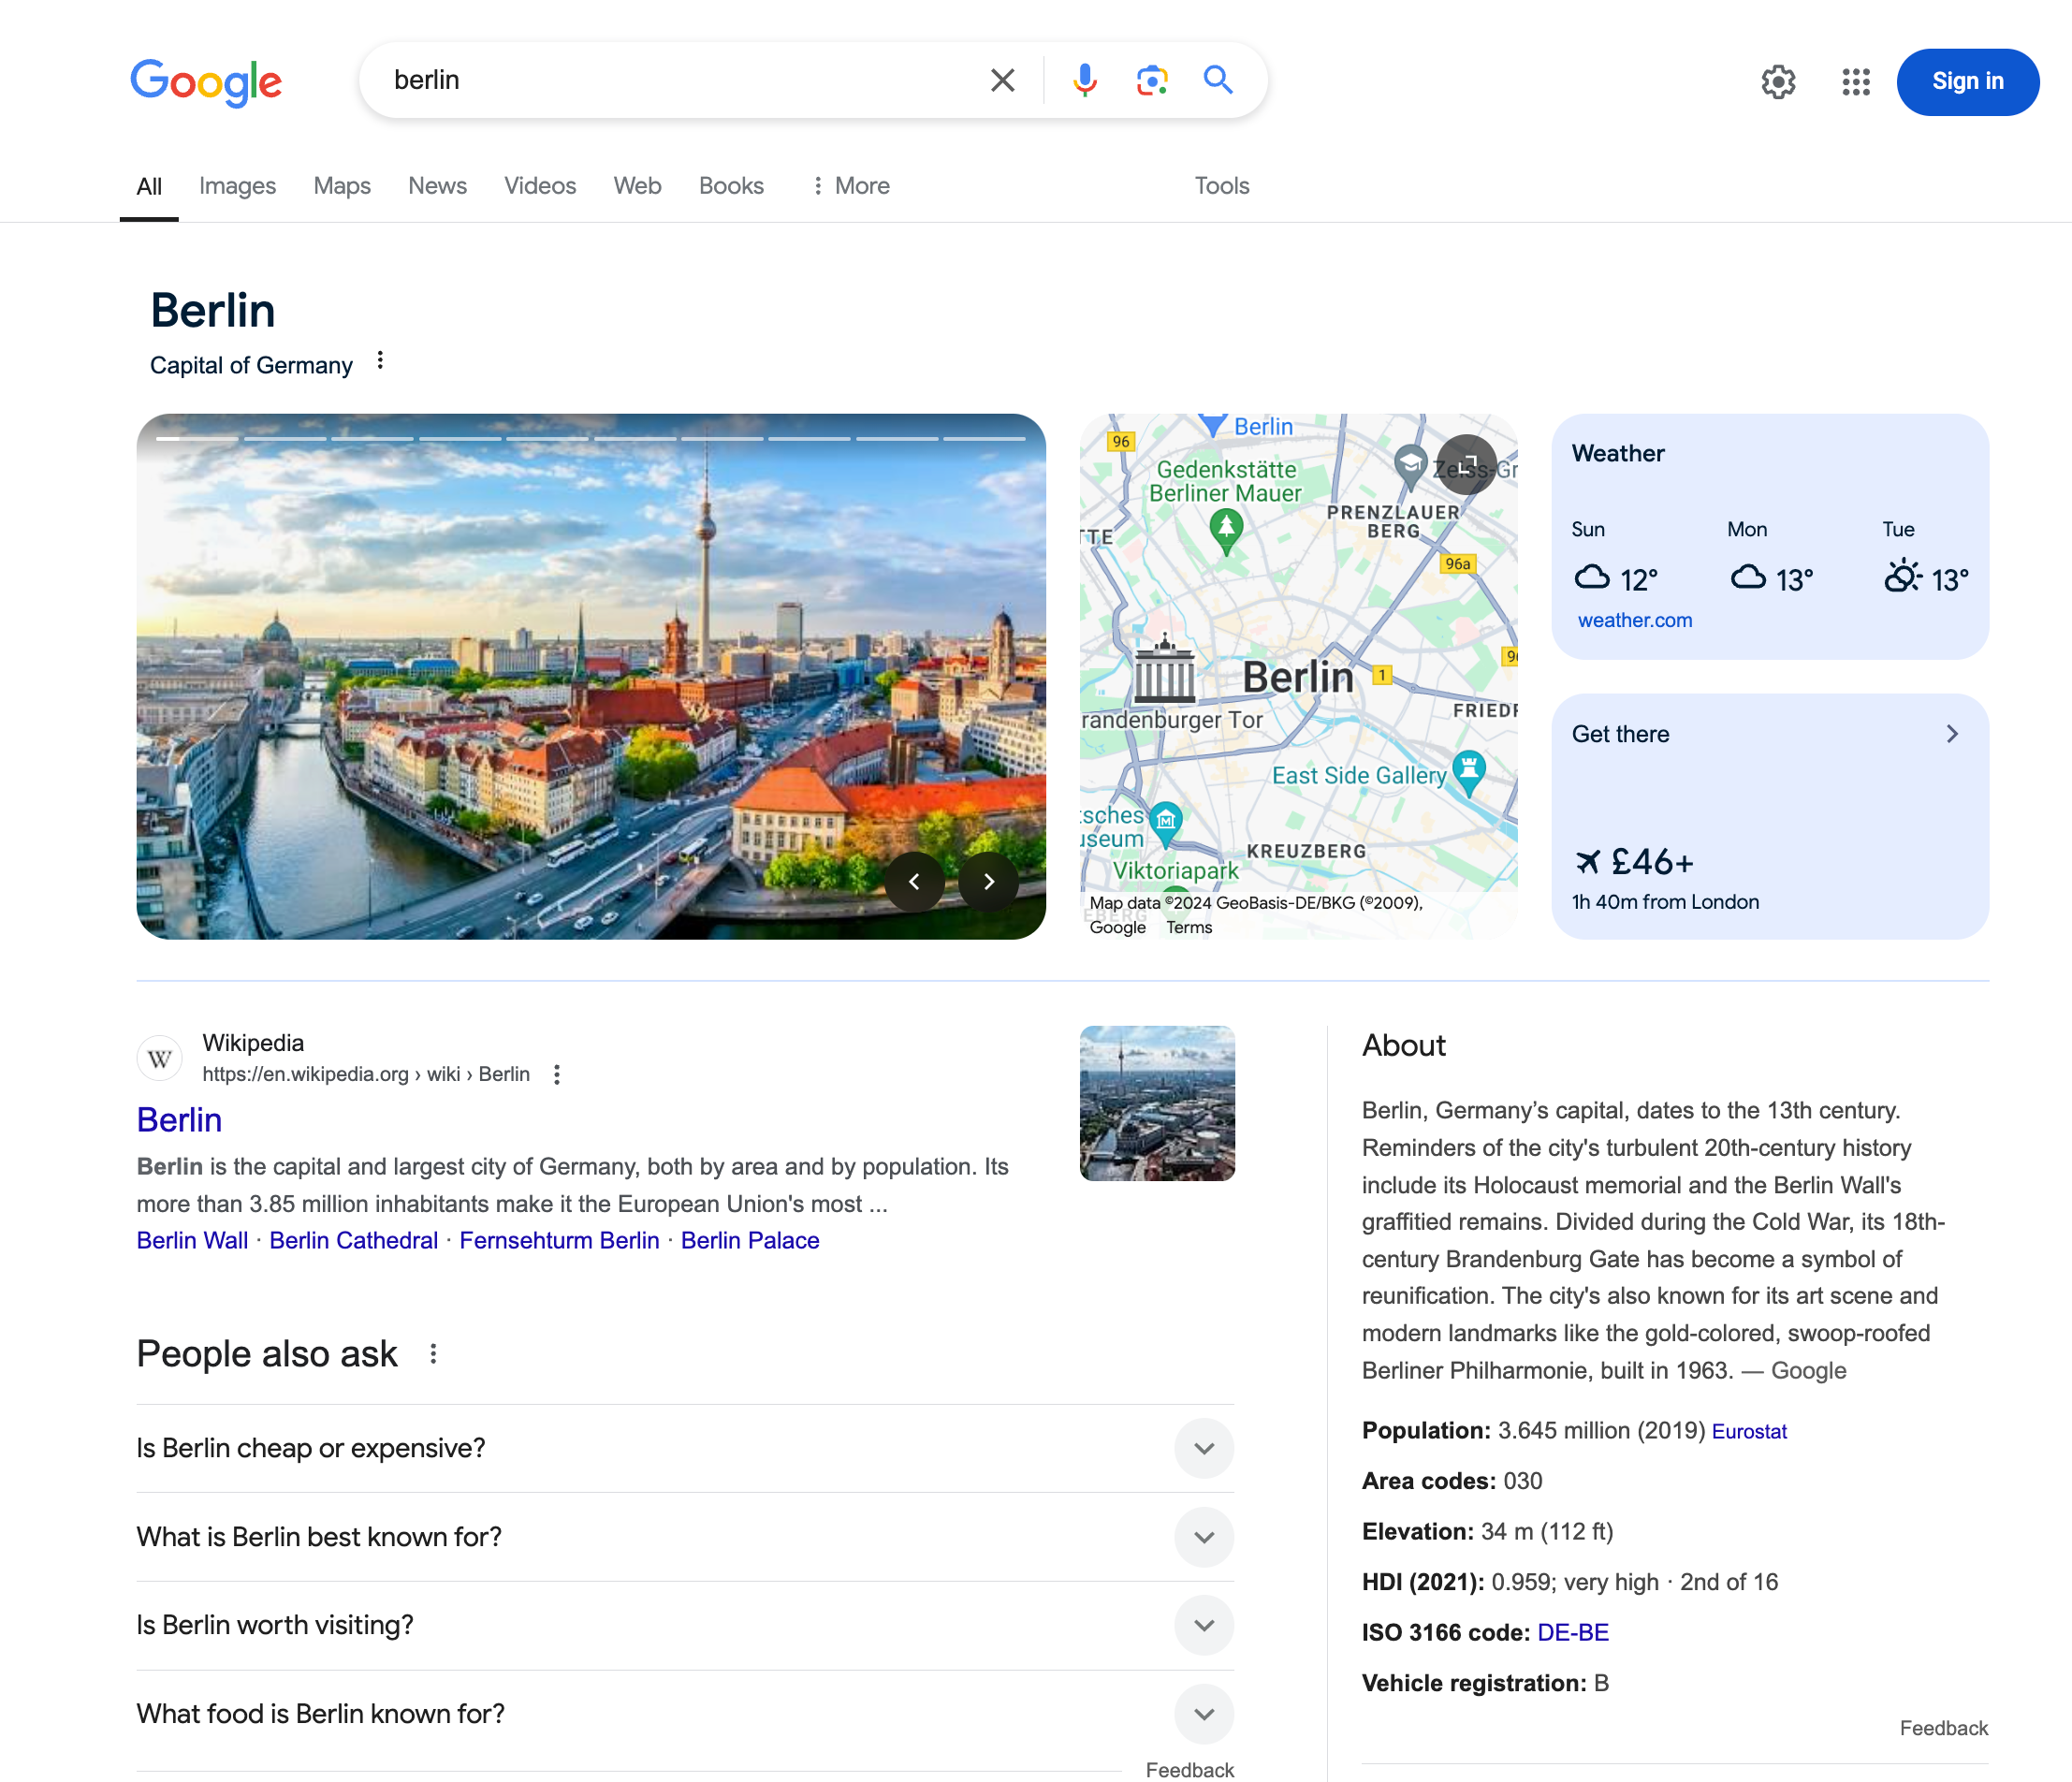 Google
berlin
Sign in
All
Images
Maps
News
Videos
Web
Books
More
Tools
Berlin
Capital of Germany
96
Berlin
Gedenkstätte
Berliner Mauer
PRENZLAUER
BERG
96a
Berlin
1
randenburger Tor
FRIEDR
East Side Gallery
tsches
useum
KREUZBERG
Viktoriapark
EBERG
Map data ©2024 GeoBasis-DE/BKG (©2009),
Google Terms
Weather
Sun Mon Tue
12° 13° 13°
weather.com
Get there
£46+
1h 40m from London
W
Wikipedia
https://en.wikipedia.org › wiki › Berlin
Berlin
Berlin is the capital and largest city of Germany, both by area and by population. Its
more than 3.85 million inhabitants make it the European Union's most ...
Berlin Wall · Berlin Cathedral · Fernsehturm Berlin · Berlin Palace
People also ask
Is Berlin cheap or expensive?
What is Berlin best known for?
Is Berlin worth visiting?
What food is Berlin known for?
Feedback
About
Berlin, Germany’s capital, dates to the 13th century.
Reminders of the city's turbulent 20th-century history
include its Holocaust memorial and the Berlin Wall's
graffitied remains. Divided during the Cold War, its 18th-
century Brandenburg Gate has become a symbol of
reunification. The city's also known for its art scene and
modern landmarks like the gold-colored, swoop-roofed
Berliner Philharmonie, built in 1963. — Google
Population: 3.645 million (2019) Eurostat
Area codes: 030
Elevation: 34 m (112 ft)
HDI (2021): 0.959; very high · 2nd of 16
ISO 3166 code: DE-BE
Vehicle registration: B
Feedback